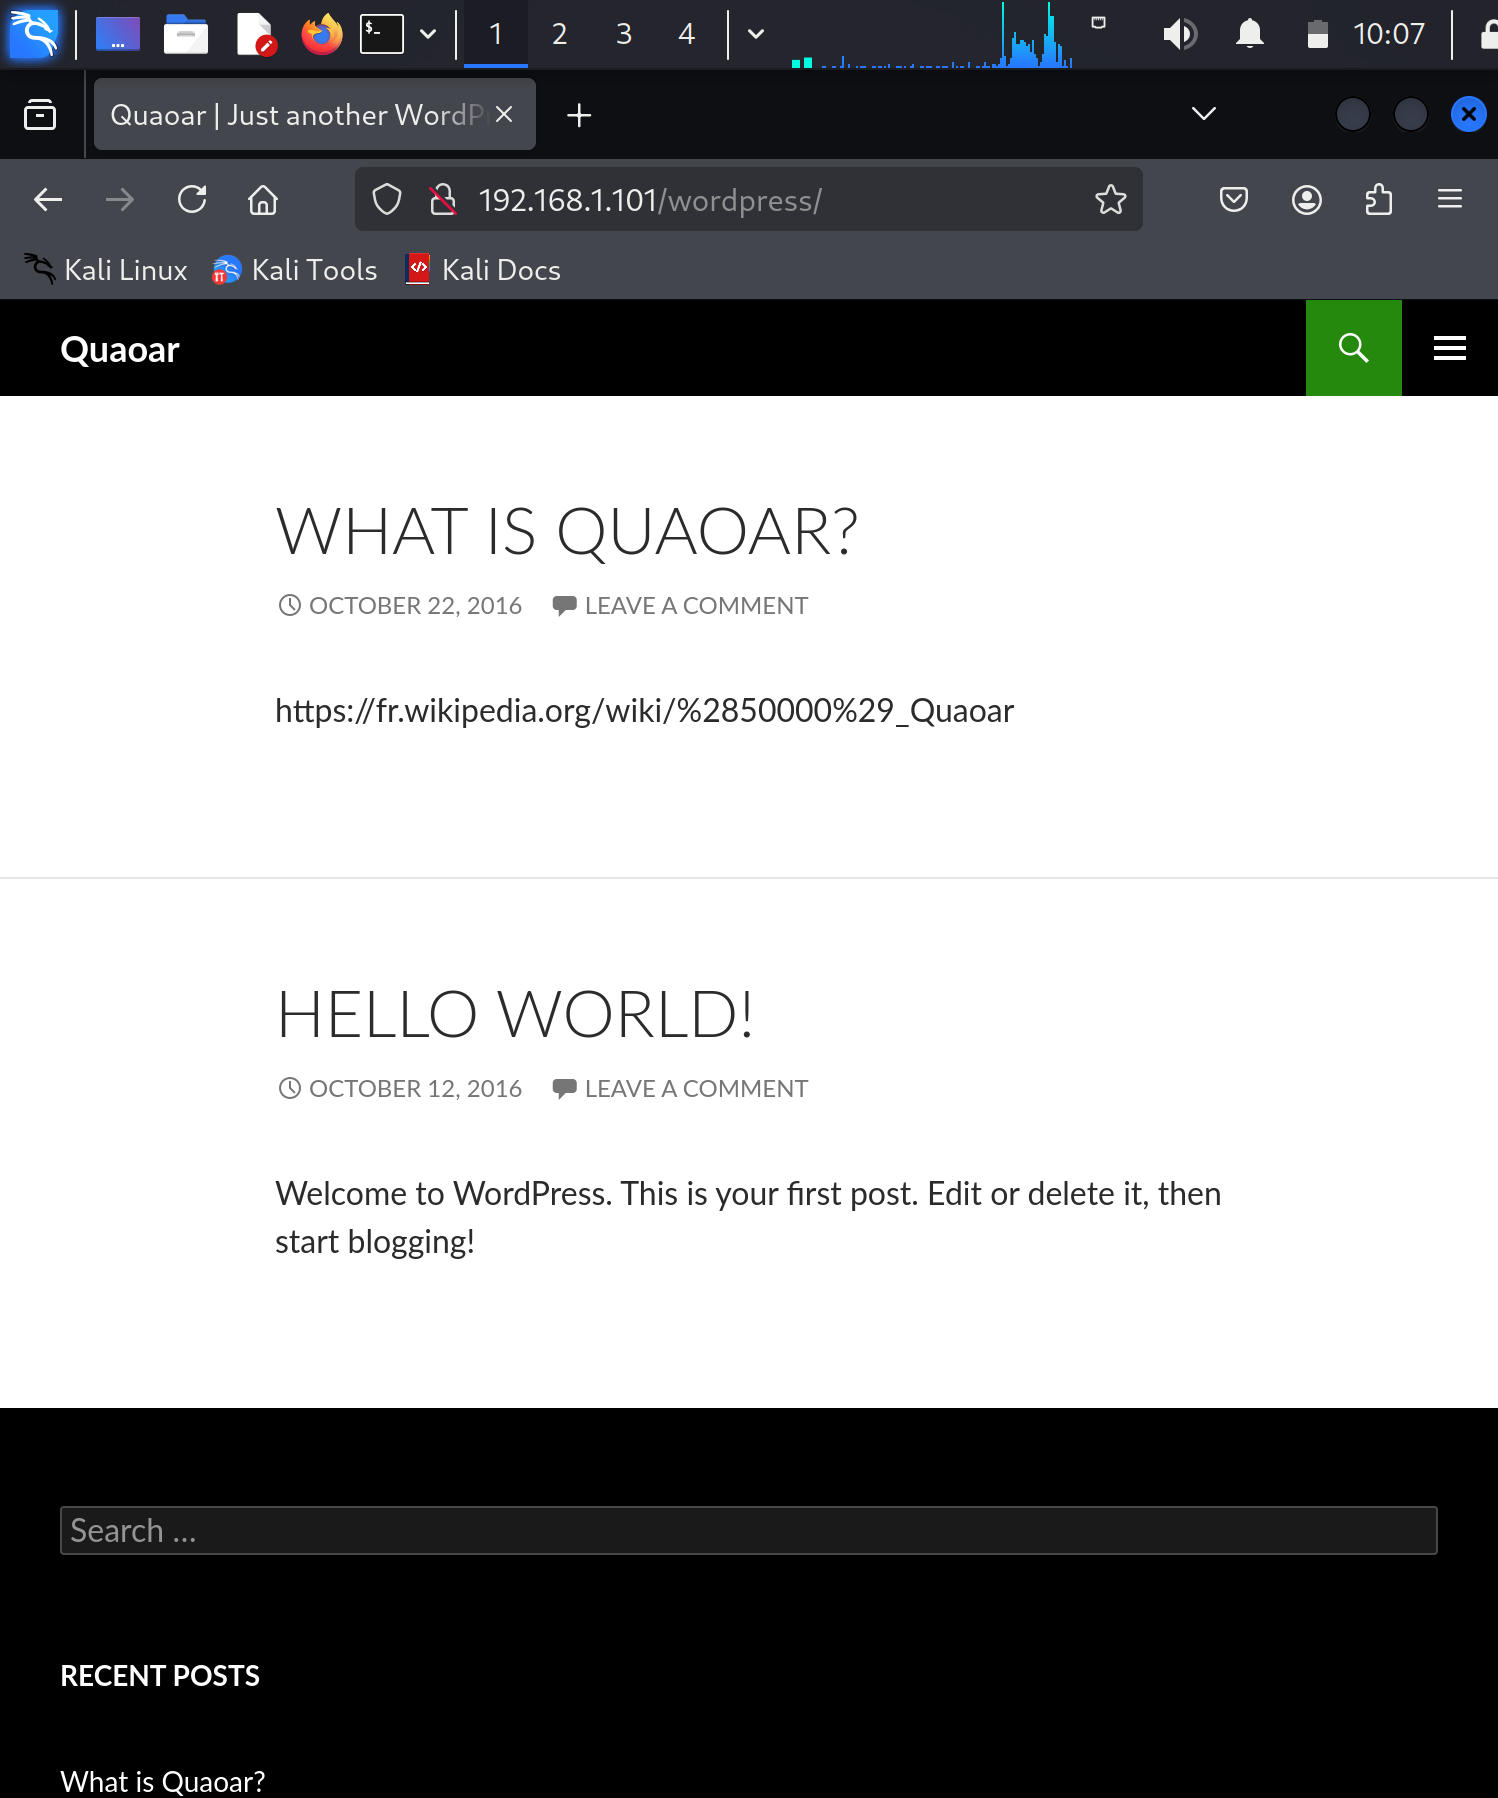 1 2 3 4 10:07
Quaoar | Just another WordP
192.168.1.101/wordpress/
Kali Linux Kali Tools Kali Docs
Quaoar
WHAT IS QUAOAR?
OCTOBER 22, 2016 LEAVE A COMMENT
https://fr.wikipedia.org/wiki/%2850000%29_Quaoar
HELLO WORLD!
OCTOBER 12, 2016 LEAVE A COMMENT
Welcome to WordPress. This is your first post. Edit or delete it, then
start blogging!
Search ...
RECENT POSTS
What is Quaoar?